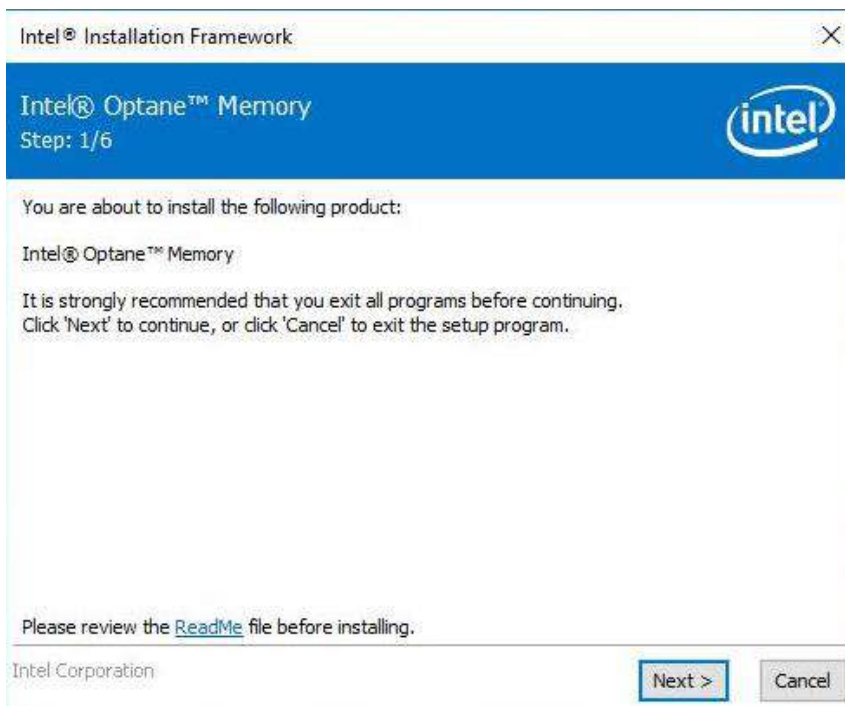 Intel® Installation Framework
Intel® Optane™ Memory
intel
Step: 1/6
You are about to install the following product:
Intel® Optane™ Memory
It is strongly recommended that you exit all programs before continuing.
Click 'Next' to continue, or click 'Cancel' to exit the setup program.
Please review the ReadMe file before installing.
Intel Corporation
Next >
Cancel